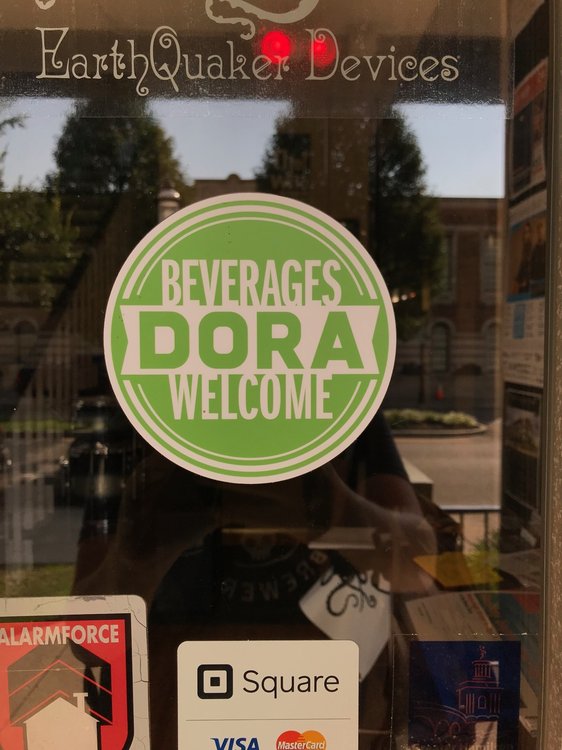 EarthQuaker Devices
BEVERAGES
DORA
WELCOME
ALARMFORCE
Square
VISA
MasterCard